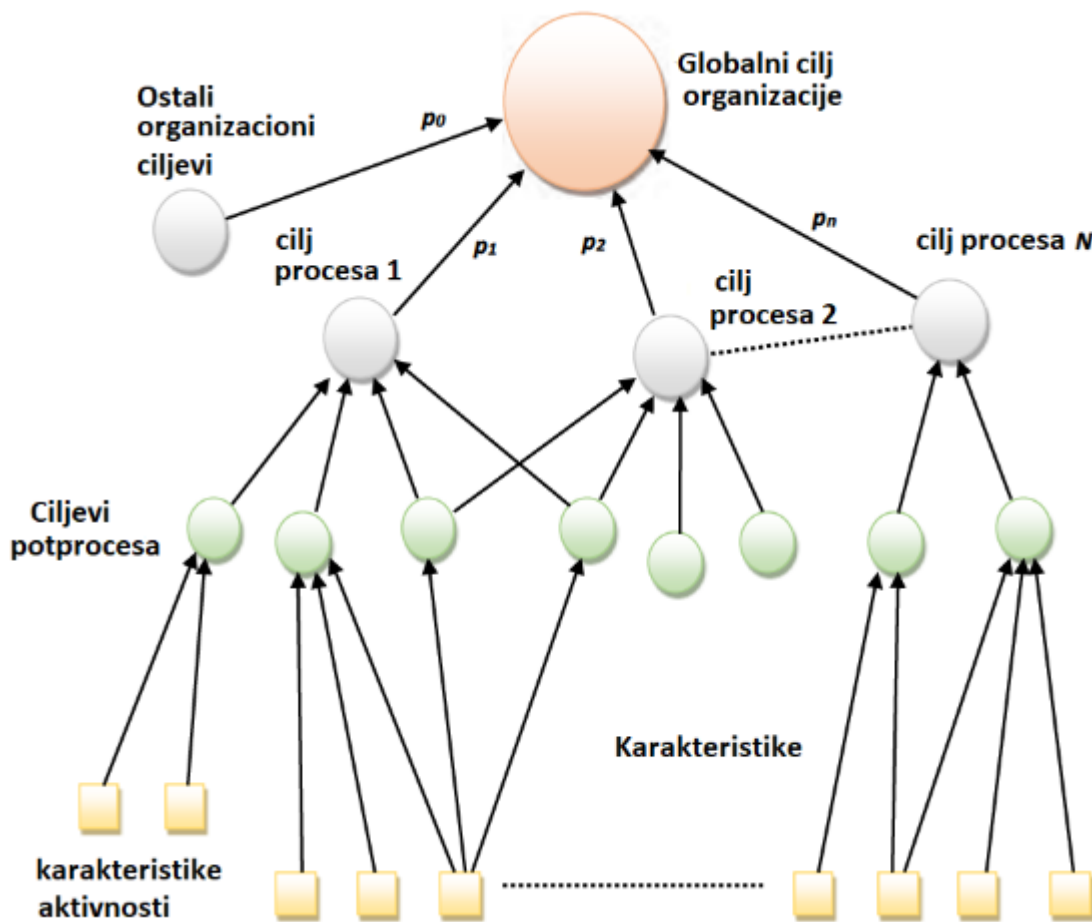 Globalni cilj
organizacije
Ostali
organizacioni
ciljevi
p0
cilj
procesa 1
p1
p2
pn
cilj procesa N
cilj
procesa 2
Ciljevi
potprocesa
Karakteristike
karakteristike
aktivnosti